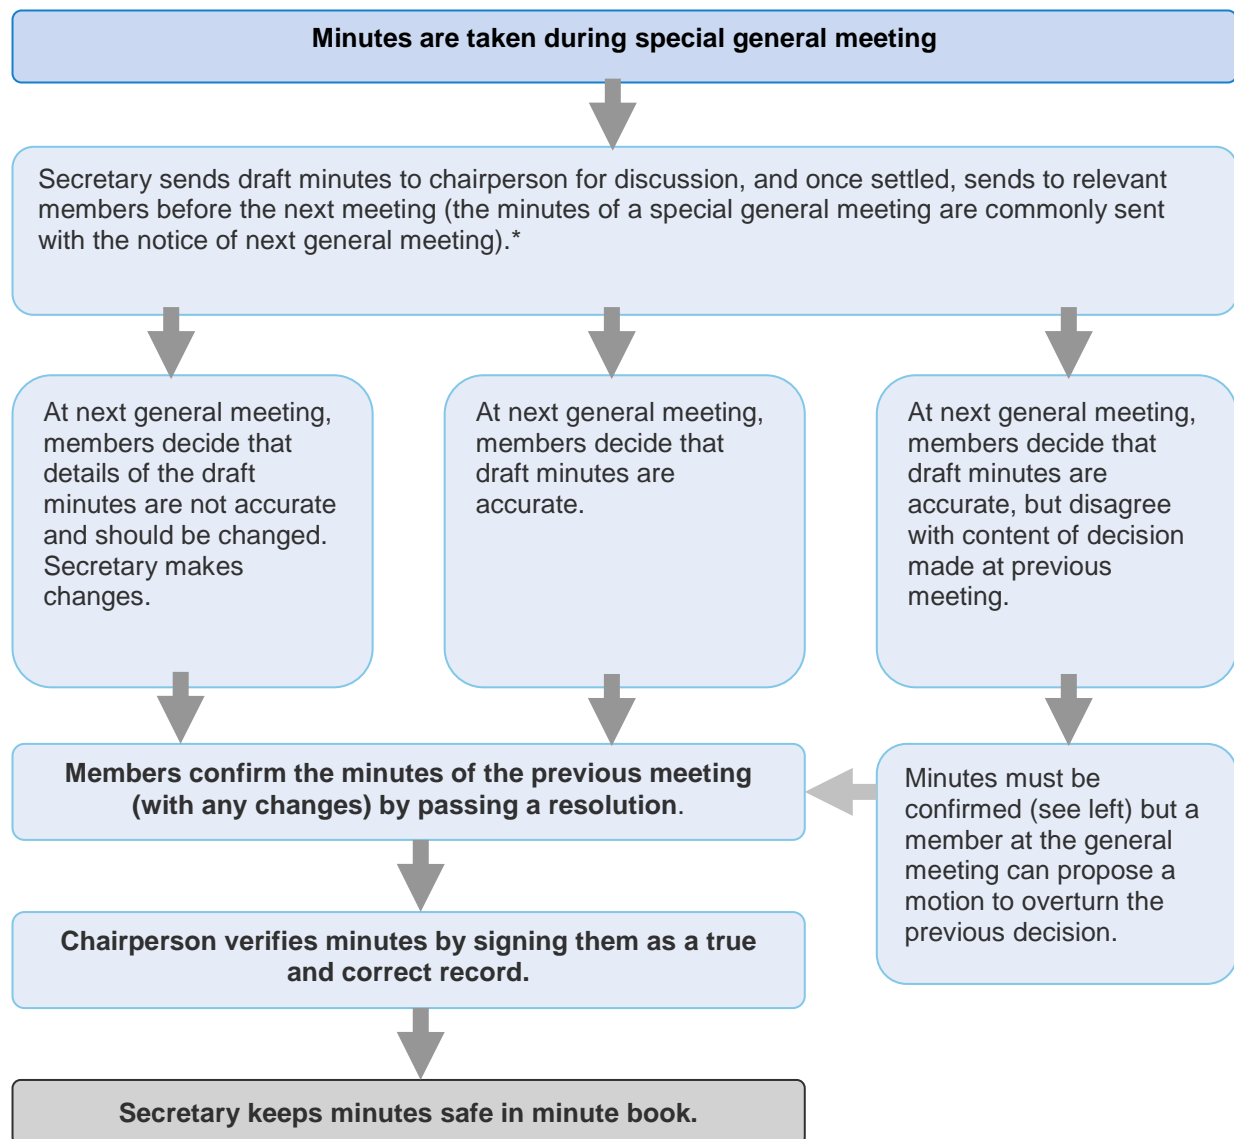 Minutes are taken during special general meeting
Secretary sends draft minutes to chairperson for discussion, and once settled, sends to relevant
members before the next meeting (the minutes of a special general meeting are commonly sent
with the notice of next general meeting).*
At next general meeting,
members decide that
details of the draft
minutes are not accurate
and should be changed.
Secretary makes
changes.
At next general meeting,
members decide that
draft minutes are
accurate.
At next general meeting,
members decide that
draft minutes are
accurate, but disagree
with content of decision
made at previous
meeting.
Members confirm the minutes of the previous meeting
(with any changes) by passing a resolution.
Minutes must be
confirmed (see left) but a
member at the general
meeting can propose a
motion to overturn the
previous decision.
Chairperson verifies minutes by signing them as a true
and correct record.
Secretary keeps minutes safe in minute book.